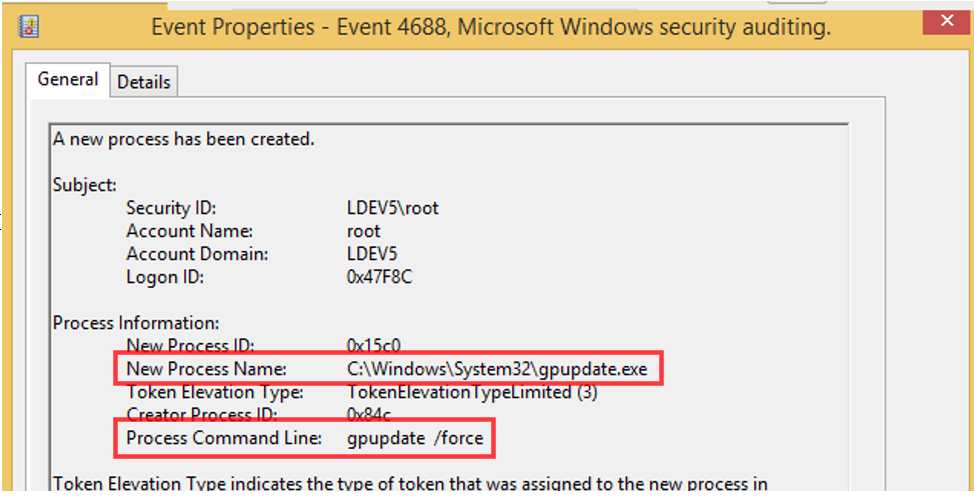 Event Properties - Event 4688, Microsoft Windows security auditing.
General Details
A new process has been created.
Subject:
Security ID: LDEV5\root
Account Name: root
Account Domain: LDEV5
Logon ID: 0x47F8C
Process Information:
New Process ID: 0x15c0
New Process Name: C:\Windows\System32\gpupdate.exe
Token Elevation Type: TokenElevationTypeLimited (3)
Creator Process ID: 0x84c
Process Command Line: gpupdate /force
Token Elevation Type indicates the type of token that was assigned to the new process in